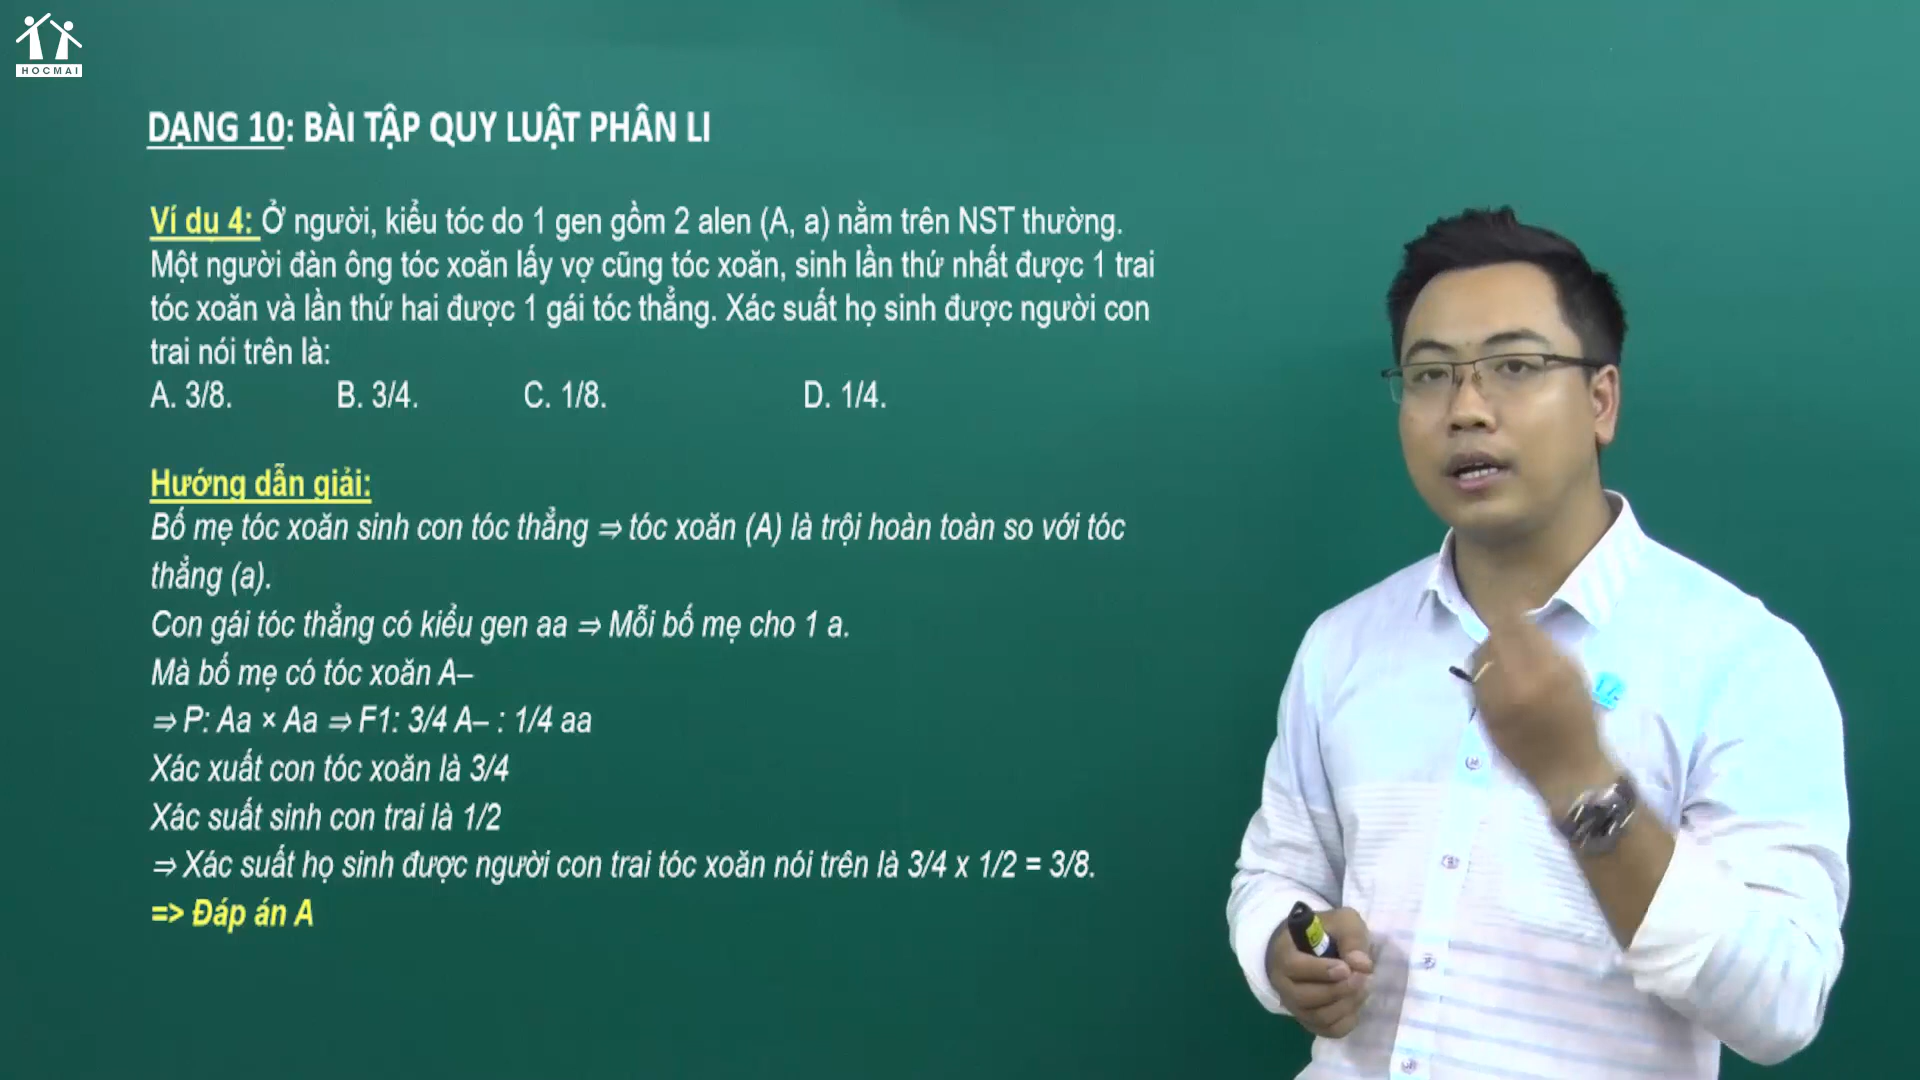 HOCMAI
DẠNG 10: BÀI TẬP QUY LUẬT PHÂN LI
Ví dụ 4: Ở người, kiểu tóc do 1 gen gồm 2 alen (A, a) nằm trên NST thường.
Một người đàn ông tóc xoăn lấy vợ cũng tóc xoăn, sinh lần thứ nhất được 1 trai
tóc xoăn và lần thứ hai được 1 gái tóc thẳng. Xác suất họ sinh được người con
trai nói trên là:
A. 3/8. B. 3/4. C. 1/8. D. 1/4.
Hướng dẫn giải:
Bố mẹ tóc xoăn sinh con tóc thẳng ⇒ tóc xoăn (A) là trội hoàn toàn so với tóc
thẳng (a).
Con gái tóc thẳng có kiểu gen aa ⇒ Mỗi bố mẹ cho 1 a.
Mà bố mẹ có tóc xoăn A–
⇒ P: Aa × Aa ⇒ F1: 3/4 A– : 1/4 aa
Xác xuất con tóc xoăn là 3/4
Xác suất sinh con trai là 1/2
⇒ Xác suất họ sinh được người con trai tóc xoăn nói trên là 3/4 x 1/2 = 3/8.
=> Đáp án A